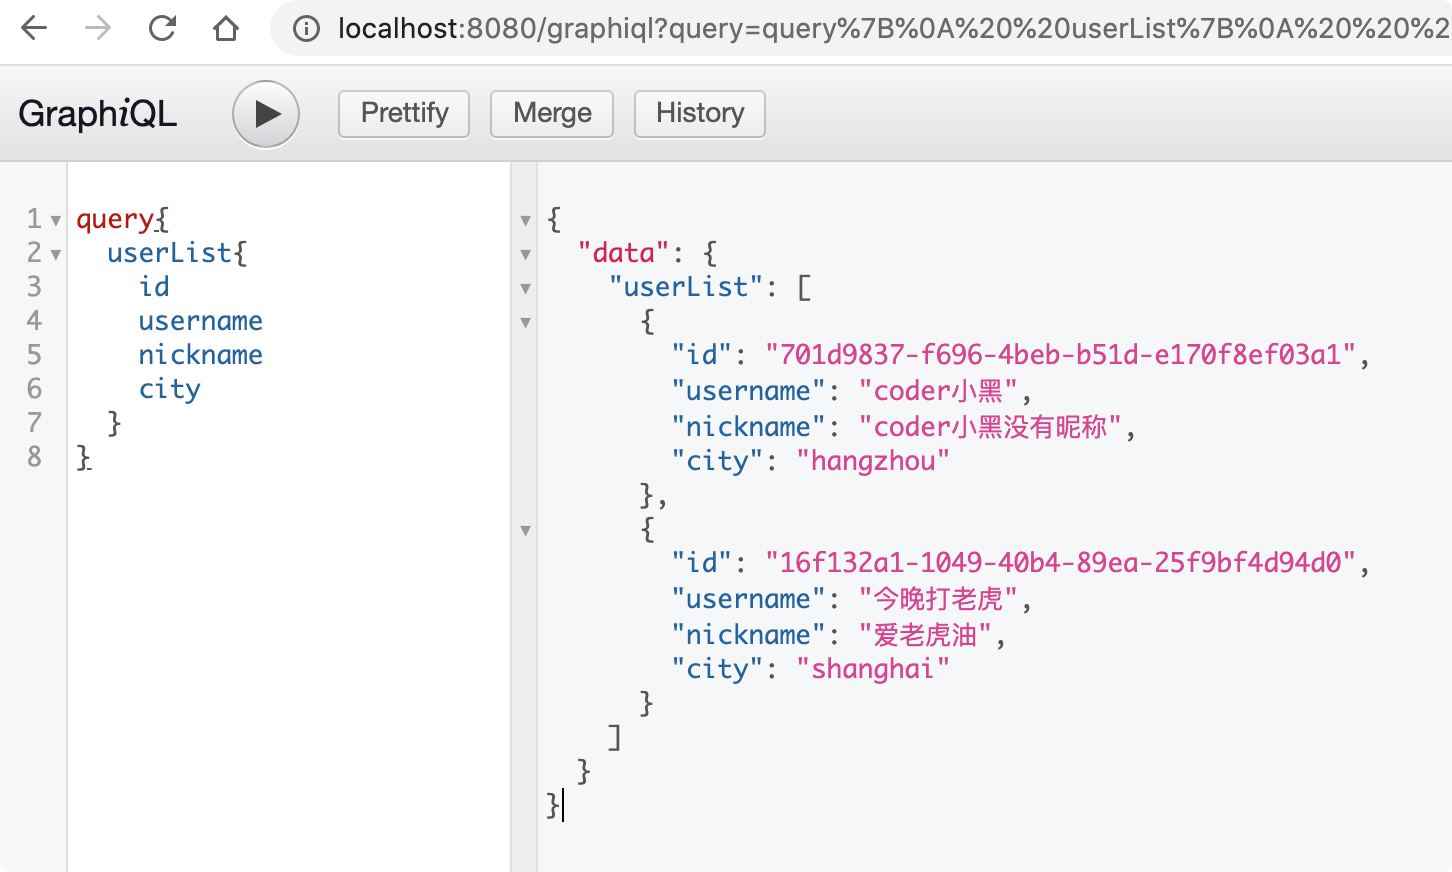 localhost:8080/graphiql?query=query%7B%0A%20%20userList%7B%0A%20%20%2
GraphiQL
Prettify
Merge
History
1 query{
2   userList{
3     id
4     username
5     nickname
6     city
7   }
8 }
{
  "data": {
    "userList": [
      {
        "id": "701d9837-f696-4beb-b51d-e170f8ef03a1",
        "username": "coder小黑",
        "nickname": "coder小黑没有昵称",
        "city": "hangzhou"
      },
      {
        "id": "16f132a1-1049-40b4-89ea-25f9bf4d94d0",
        "username": "今晚打老虎",
        "nickname": "爱老虎油",
        "city": "shanghai"
      }
    ]
  }
}